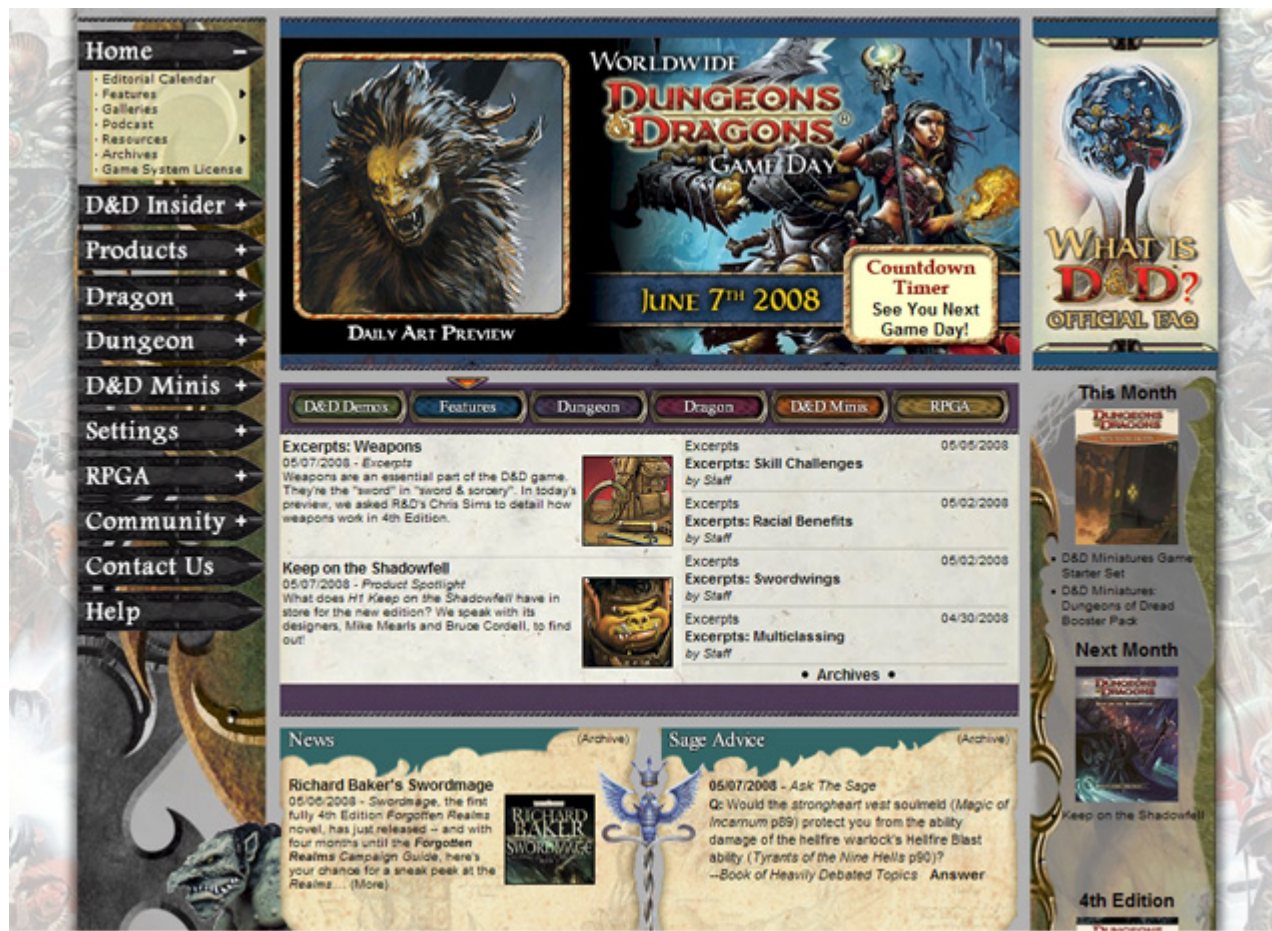 Home –
· Editorial Calendar
· Features
· Galleries
· Podcast
· Resources
· Archives
· Game System License
D&D Insider +
Products +
Dragon +
Dungeon +
D&D Minis +
Settings +
RPGA +
Community +
Contact Us
Help
DAILY ART PREVIEW
WORLDWIDE
DUNGEONS
& DRAGONS®
GAME DAY
JUNE 7TH 2008
Countdown
Timer
See You Next
Game Day!
WHAT IS
D&D?
OFFICIAL FAQ
D&D Demos
Features
Dungeon
Dragon
D&D Minis
RPGA
Excerpts: Weapons
05/07/2008 - Excerpts
Weapons are an essential part of the D&D game.
They're the "sword" in "sword & sorcery". In today's
preview, we asked R&D's Chris Sims to detail how
weapons work in 4th Edition.
Keep on the Shadowfell
05/07/2008 - Product Spotlight
What does H1 Keep on the Shadowfell have in
store for the new edition? We speak with its
designers, Mike Mearls and Bruce Cordell, to find
out!
Excerpts 05/05/2008
Excerpts: Skill Challenges
by Staff
Excerpts 05/02/2008
Excerpts: Racial Benefits
by Staff
Excerpts 05/02/2008
Excerpts: Swordwings
by Staff
Excerpts 04/30/2008
Excerpts: Multiclassing
by Staff
• Archives •
News (Archive)
Richard Baker's Swordmage
05/06/2008 - Swordmage, the first
fully 4th Edition Forgotten Realms
novel, has just released -- and with
four months until the Forgotten
Realms Campaign Guide, here's
your chance for a sneak peek at the
Realms.... (More)
RICHARD
BAKER
SWORDMAGE
Sage Advice (Archive)
05/07/2008 - Ask The Sage
Q: Would the strongheart vest soulmeld (Magic of
Incarnum p89) protect you from the ability
damage of the hellfire warlock's Hellfire Blast
ability (Tyrants of the Nine Hells p90)?
--Book of Heavily Debated Topics Answer
This Month
DUNGEONS
& DRAGONS
• D&D Miniatures Game
Starter Set
• D&D Miniatures:
Dungeons of Dread
Booster Pack
Next Month
DUNGEONS
& DRAGONS
• Keep on the Shadowfell
4th Edition
DUNGEONS